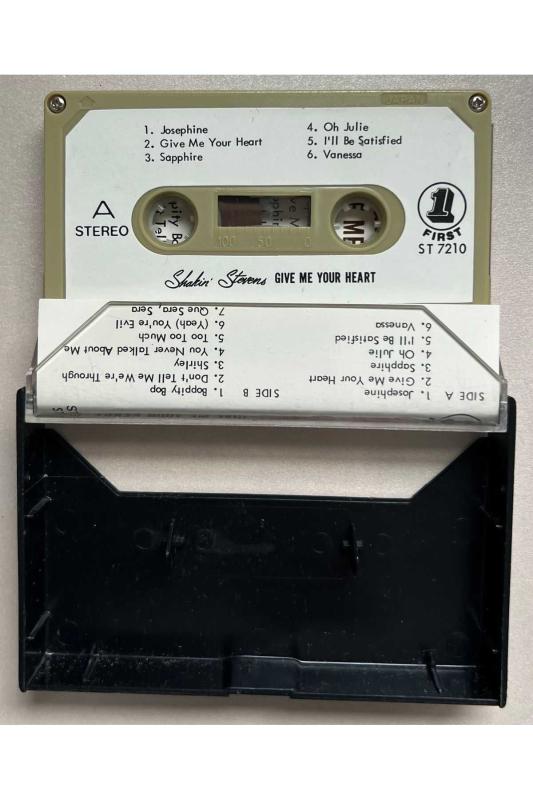 JAPAN
1. Josephine
2. Give Me Your Heart
3. Sapphire
4. Oh Julie
5. I'll Be Satisfied
6. Vanessa
A
STEREO
100 50 0
1
FIRST
ST 7210
Shakin' Stevens GIVE ME YOUR HEART
SIDE A
1. Josephine
2. Give Me Your Heart
3. Sapphire
4. Oh Julie
5. I'll Be Satisfied
6. Vanessa
SIDE B
1. Boppity Bop
2. Don't Tell Me We're Through
3. Shirley
4. You Never Talked About Me
5. Too Too Much
6. (Yeah) You're Evil
7. Que Sera, Sera